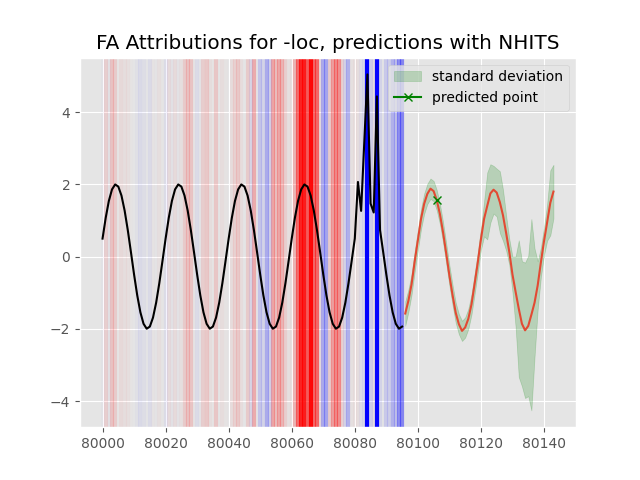 FA Attributions for -loc, predictions with NHITS
standard deviation
predicted point
4
2
0
−2
−4
80000 80020 80040 80060 80080 80100 80120 80140